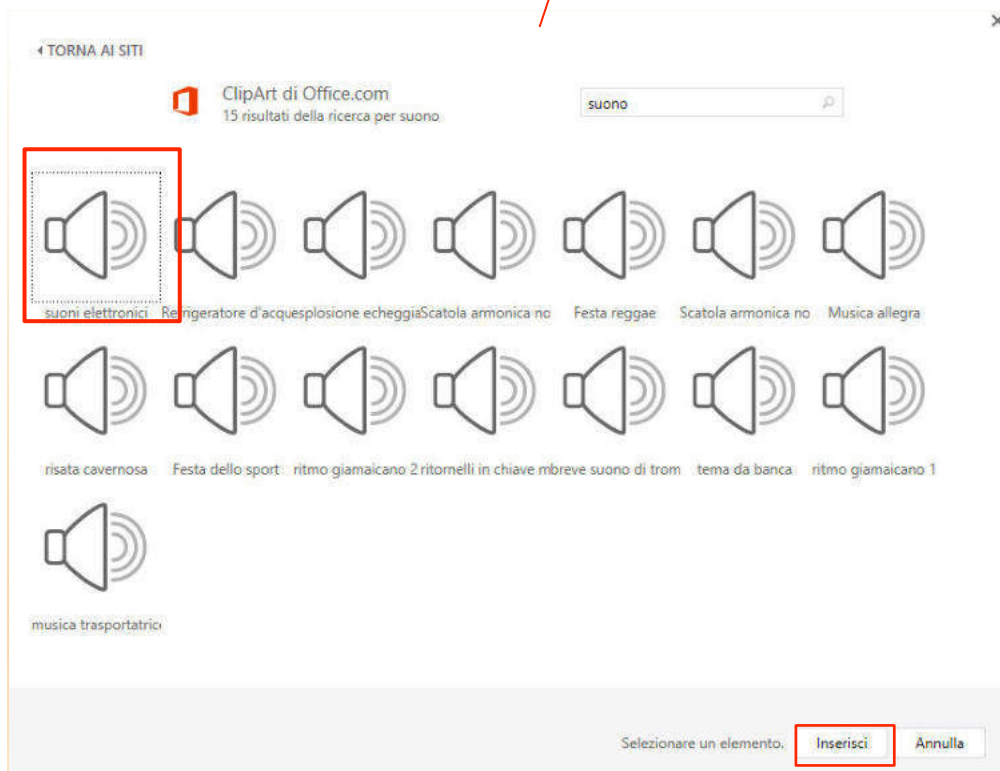 TORNA AI SITI
ClipArt di Office.com
15 risultati della ricerca per suono
suono
suoni elettronici Refrigeratore d'acqu esplosione echeggia Scatola armonica no Festa reggae Scatola armonica no Musica allegra
risata cavernosa Festa dello sport ritmo giamaicano 2 ritornelli in chiave m breve suono di trom tema da banca ritmo giamaicano 1
musica trasportatric
Selezionare un elemento. Inserisci Annulla